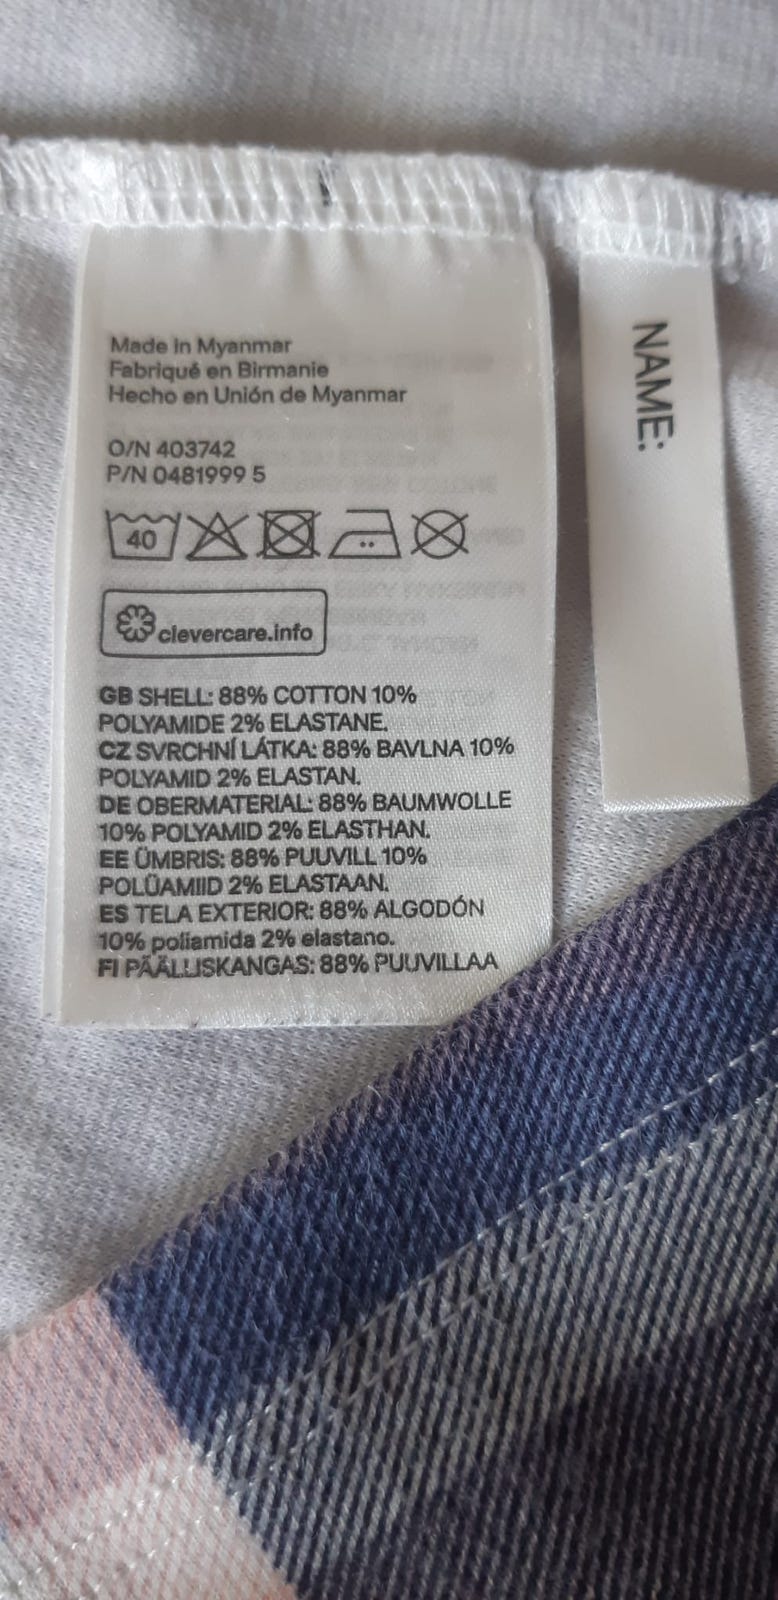 Made in Myanmar
Fabriqué en Birmanie
Hecho en Unión de Myanmar
O/N 403742
P/N 0481999 5
40
clevercare.info
GB SHELL: 88% COTTON 10%
POLYAMIDE 2% ELASTANE.
CZ SVRCHNÍ LÁTKA: 88% BAVLNA 10%
POLYAMID 2% ELASTAN.
DE OBERMATERIAL: 88% BAUMWOLLE
10% POLYAMID 2% ELASTHAN.
EE ÜMBRIS: 88% PUUVILL 10%
POLÜAMIID 2% ELASTAAN.
ES TELA EXTERIOR: 88% ALGODÓN
10% poliamida 2% elastano.
FI PÄÄLLISKANGAS: 88% PUUVILLAA
NAME: